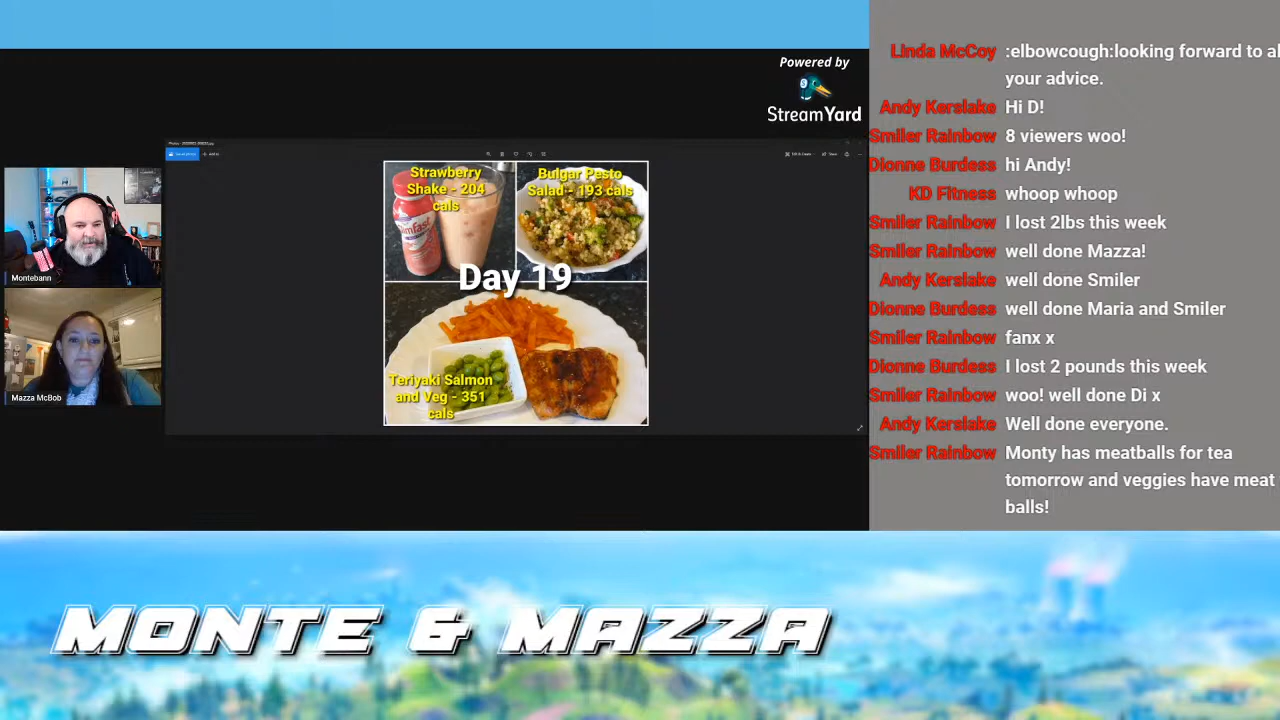 Powered by
StreamYard
Strawberry
Shake - 204
cals
Bulgar Pesto
Salad - 193 cals
Day 19
Teriyaki Salmon
and Veg - 351
cals
Montebann
Mazza McBob
Linda McCoy :elbowcough:looking forward to al
your advice.
Andy Kerslake Hi D!
Smiler Rainbow 8 viewers woo!
Dionne Burdess hi Andy!
KD Fitness whoop whoop
Smiler Rainbow I lost 2lbs this week
Smiler Rainbow well done Mazza!
Andy Kerslake well done Smiler
Dionne Burdess well done Maria and Smiler
Smiler Rainbow fanx x
Dionne Burdess I lost 2 pounds this week
Smiler Rainbow woo! well done Di x
Andy Kerslake Well done everyone.
Smiler Rainbow Monty has meatballs for tea
tomorrow and veggies have meat
balls!
MONTE & MAZZA